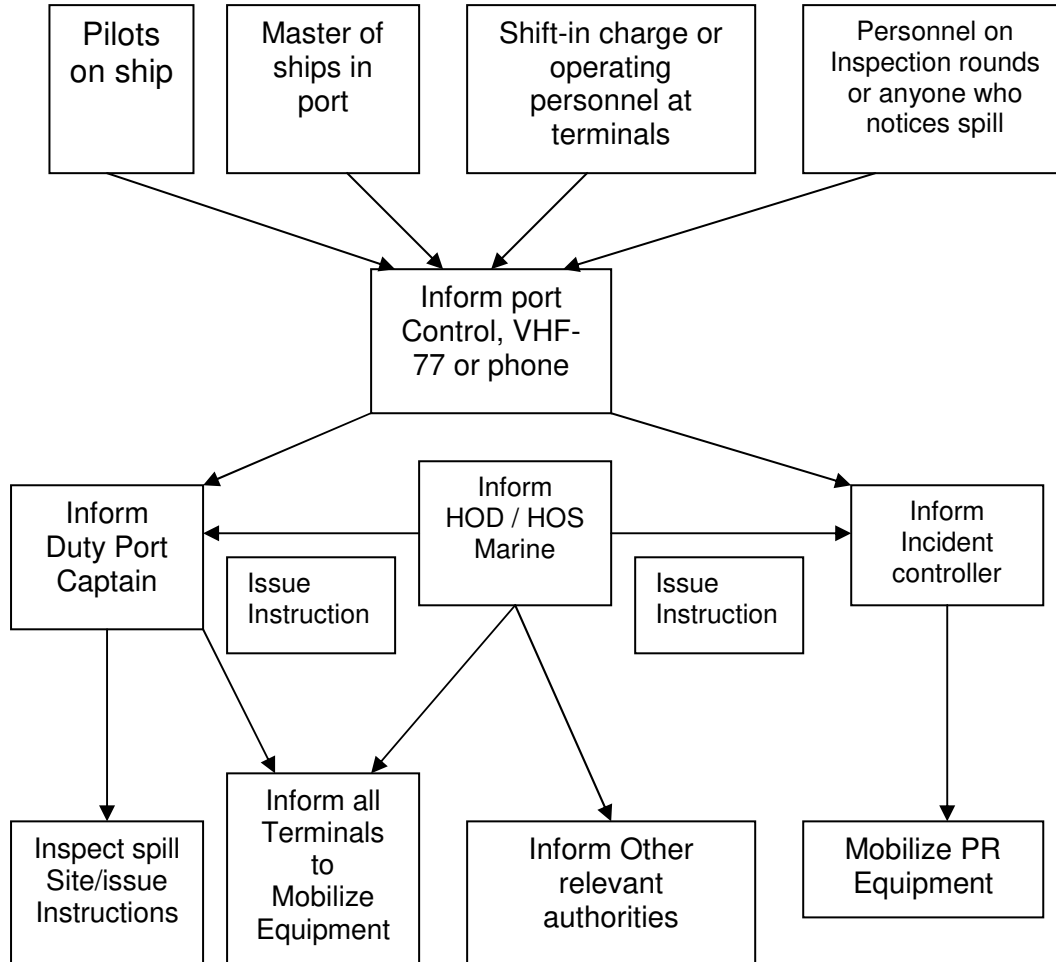 Pilots
on ship
Master of
ships in
port
Shift-in charge or
operating
personnel at
terminals
Personnel on
Inspection rounds
or anyone who
notices spill
Inform port
Control, VHF-
77 or phone
Inform
Duty Port
Captain
Issue
Instruction
Inform
HOD / HOS
Marine
Issue
Instruction
Inform
Incident
controller
Inspect spill
Site/issue
Instructions
Inform all
Terminals
to
Mobilize
Equipment
Inform Other
relevant
authorities
Mobilize PR
Equipment